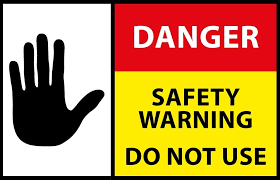 DANGER
SAFETY
WARNING
DO NOT USE